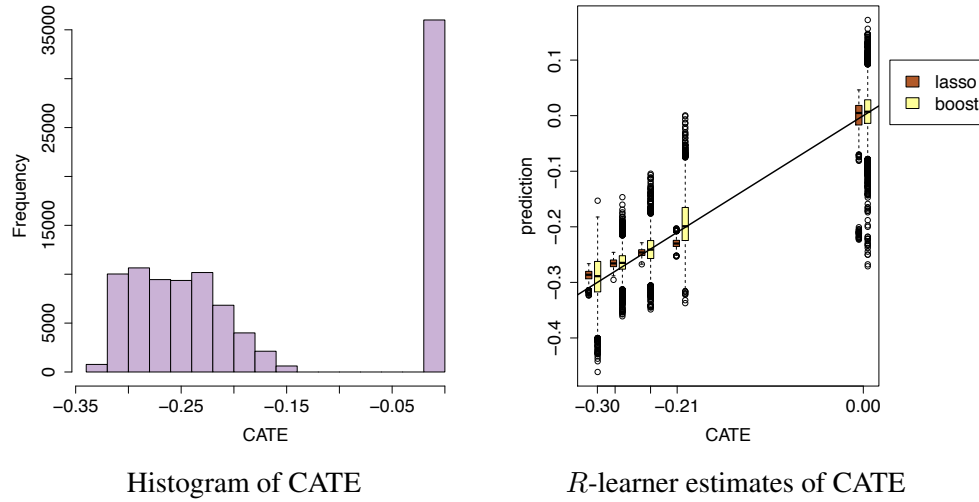 Frequency
35000
25000
15000
5000
0
−0.35
−0.25
−0.15
−0.05
CATE
Histogram of CATE
prediction
0.1
0.0
−0.1
−0.2
−0.3
−0.4
−0.30
−0.21
0.00
CATE
lasso
boost
R-learner estimates of CATE